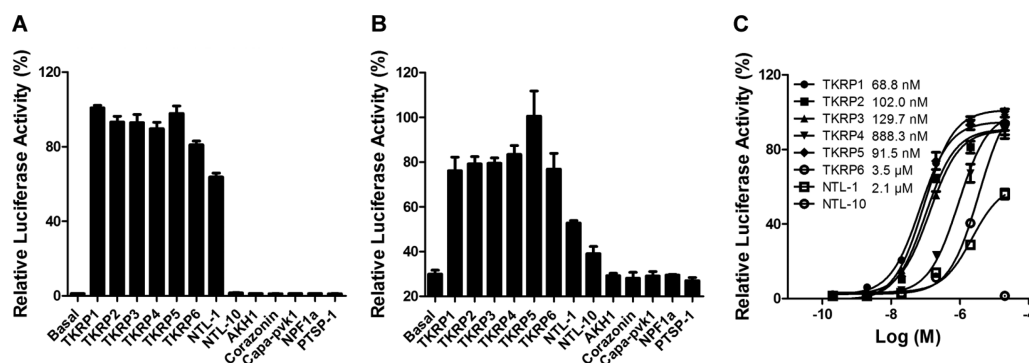 A
Relative Luciferase Activity (%)
120
80
40
0
Basal
TKRP1
TKRP2
TKRP3
TKRP4
TKRP5
TKRP6
NTL-1
NTL-10
AKH1
Corazonin
Capa-pvk1
NPF1a
PTSP-1
B
Relative Luciferase Activity (%)
120
100
80
60
40
20
Basal
TKRP1
TKRP2
TKRP3
TKRP4
TKRP5
TKRP6
NTL-1
NTL-10
AKH1
Corazonin
Capa-pvk1
NPF1a
PTSP-1
C
Relative Luciferase Activity (%)
120
80
40
0
TKRP1 68.8 nM
TKRP2 102.0 nM
TKRP3 129.7 nM
TKRP4 888.3 nM
TKRP5 91.5 nM
TKRP6 3.5 μM
NTL-1 2.1 μM
NTL-10
-10 -8 -6 -4
Log (M)